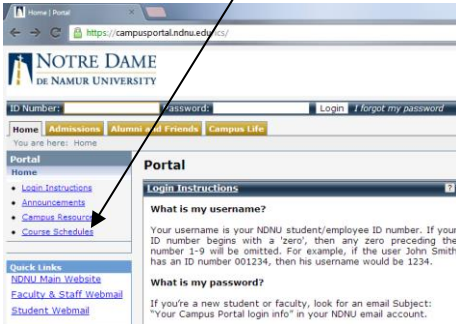 Home | Portal
https://campusportal.ndnu.edu/ics/
NOTRE DAME
DE NAMUR UNIVERSITY
ID Number: Password: Login I forgot my password
Home Admissions Alumni and Friends Campus Life
You are here: Home
Portal
Home
Login Instructions
Announcements
Campus Resources
Course Schedules
Quick Links
NDNU Main Website
Faculty & Staff Webmail
Student Webmail
Portal
Login Instructions
What is my username?
Your username is your NDNU student/employee ID number. If your
ID number begins with a 'zero', then any zero preceding the
number 1-9 will be omitted. For example, if the user John Smith
has an ID number 001234, then his username would be 1234.
What is my password?
If you're a new student or faculty, look for an email Subject:
"Your Campus Portal login info" in your NDNU email account.